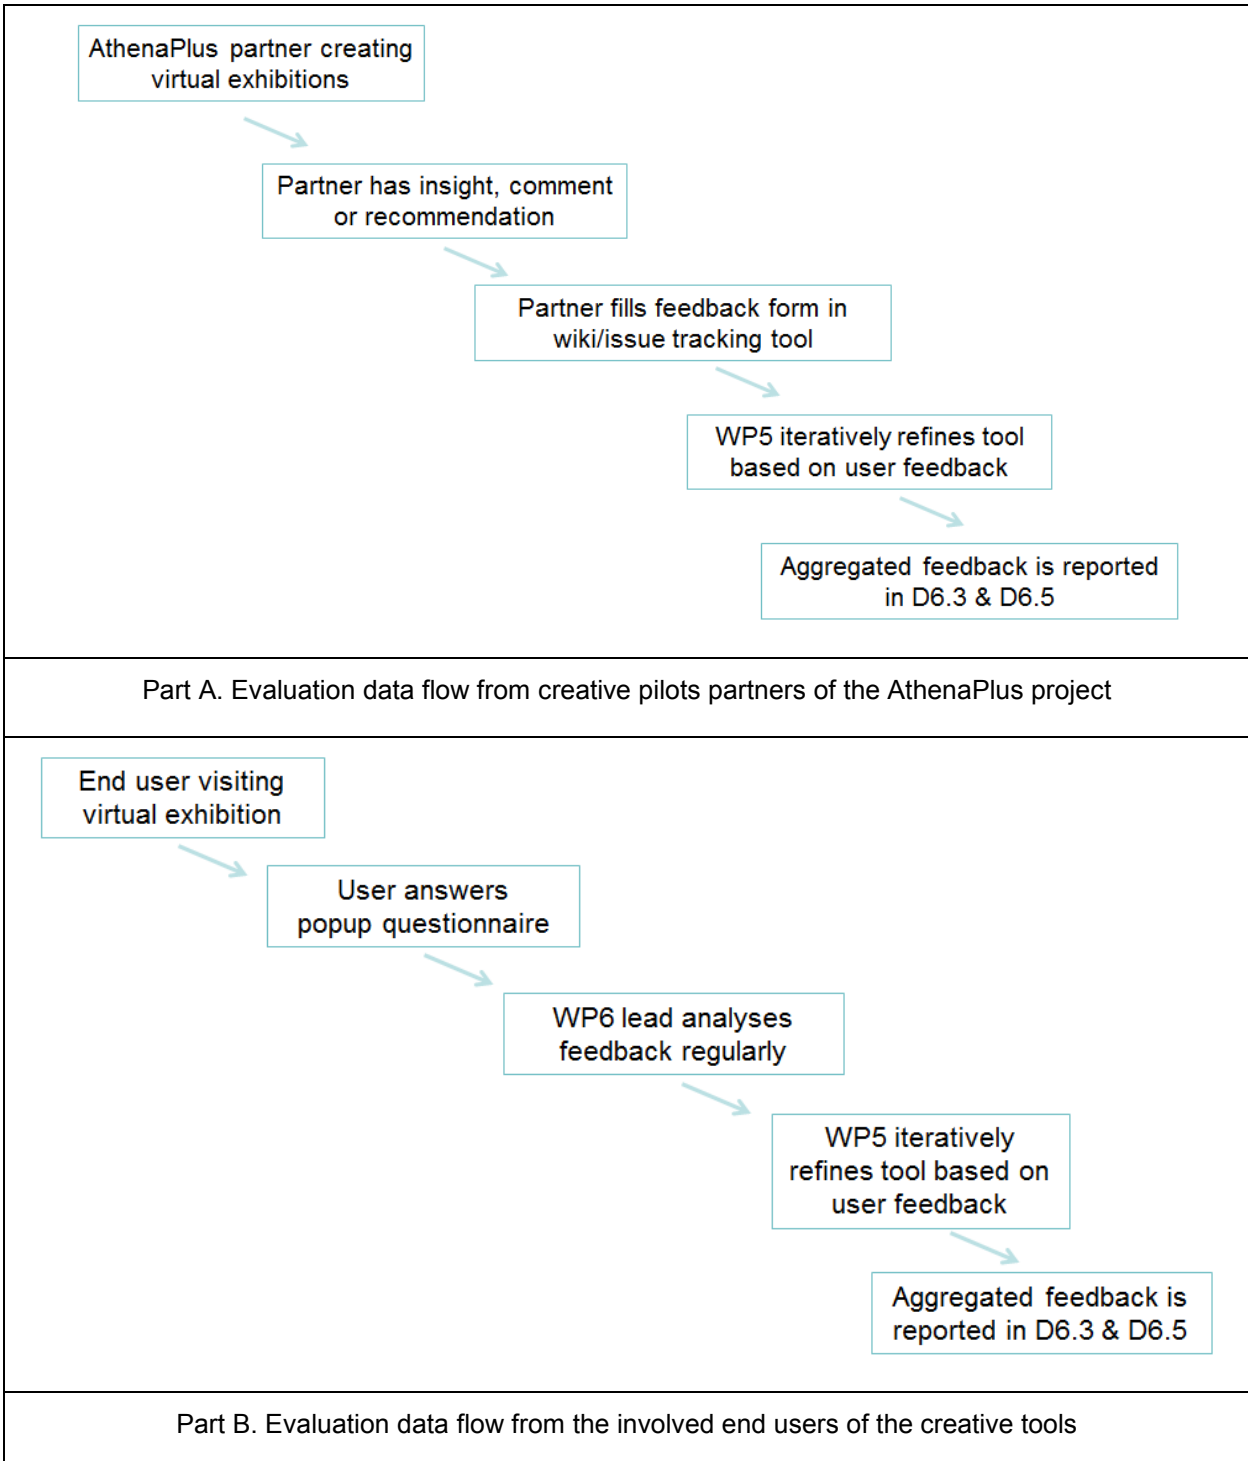 AthenaPlus partner creating
virtual exhibitions
Partner has insight, comment
or recommendation
Partner fills feedback form in
wiki/issue tracking tool
WP5 iteratively refines tool
based on user feedback
Aggregated feedback is reported
in D6.3 & D6.5
Part A. Evaluation data flow from creative pilots partners of the AthenaPlus project
End user visiting
virtual exhibition
User answers
popup questionnaire
WP6 lead analyses
feedback regularly
WP5 iteratively
refines tool based on
user feedback
Aggregated feedback is
reported in D6.3 & D6.5
Part B. Evaluation data flow from the involved end users of the creative tools